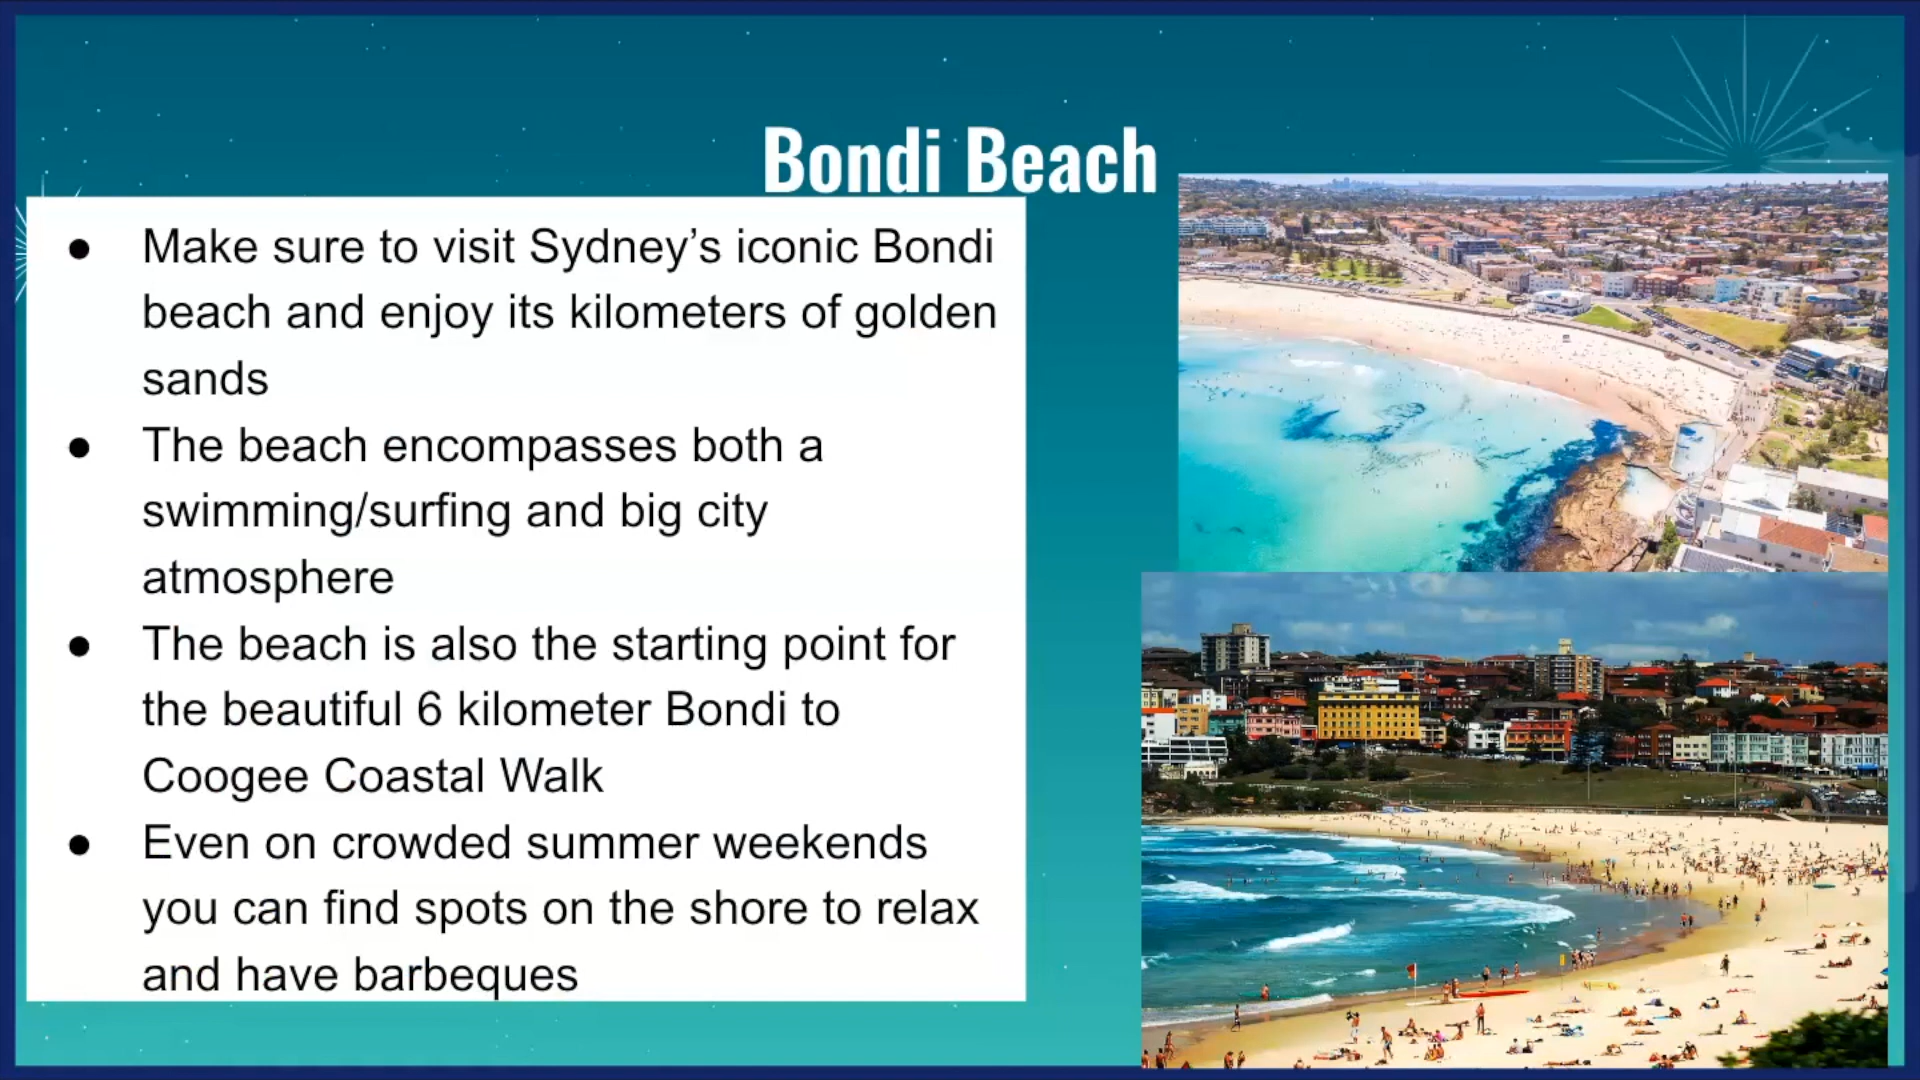 Bondi Beach
● Make sure to visit Sydney’s iconic Bondi
beach and enjoy its kilometers of golden
sands
● The beach encompasses both a
swimming/surfing and big city
atmosphere
● The beach is also the starting point for
the beautiful 6 kilometer Bondi to
Coogee Coastal Walk
● Even on crowded summer weekends
you can find spots on the shore to relax
and have barbeques